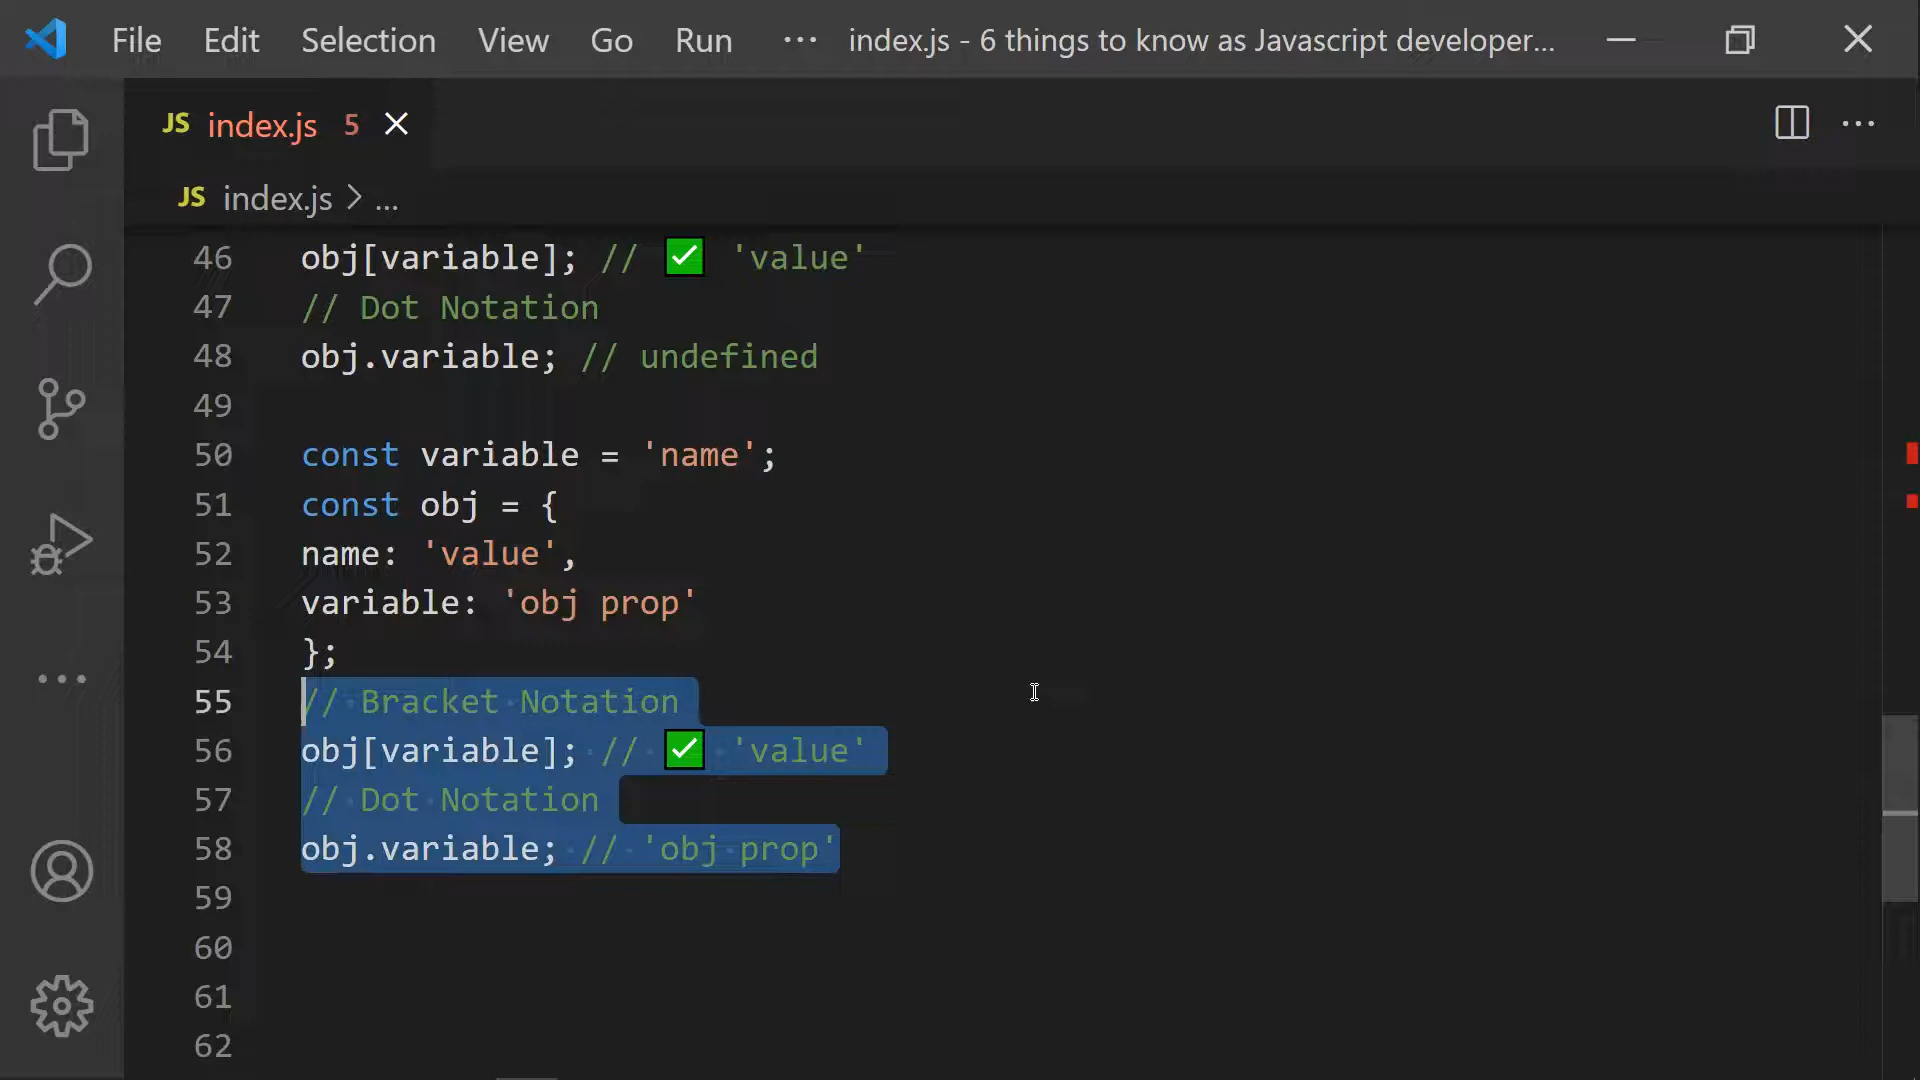 File Edit Selection View Go Run ··· index.js - 6 things to know as Javascript developer...
JS index.js 5
JS index.js > ...
46 obj[variable]; // ✅ 'value'
47 // Dot Notation
48 obj.variable; // undefined
49
50 const variable = 'name';
51 const obj = {
52 name: 'value',
53 variable: 'obj prop'
54 };
55 // Bracket Notation
56 obj[variable]; // ✅ 'value'
57 // Dot Notation
58 obj.variable; // 'obj prop'
59
60
61
62